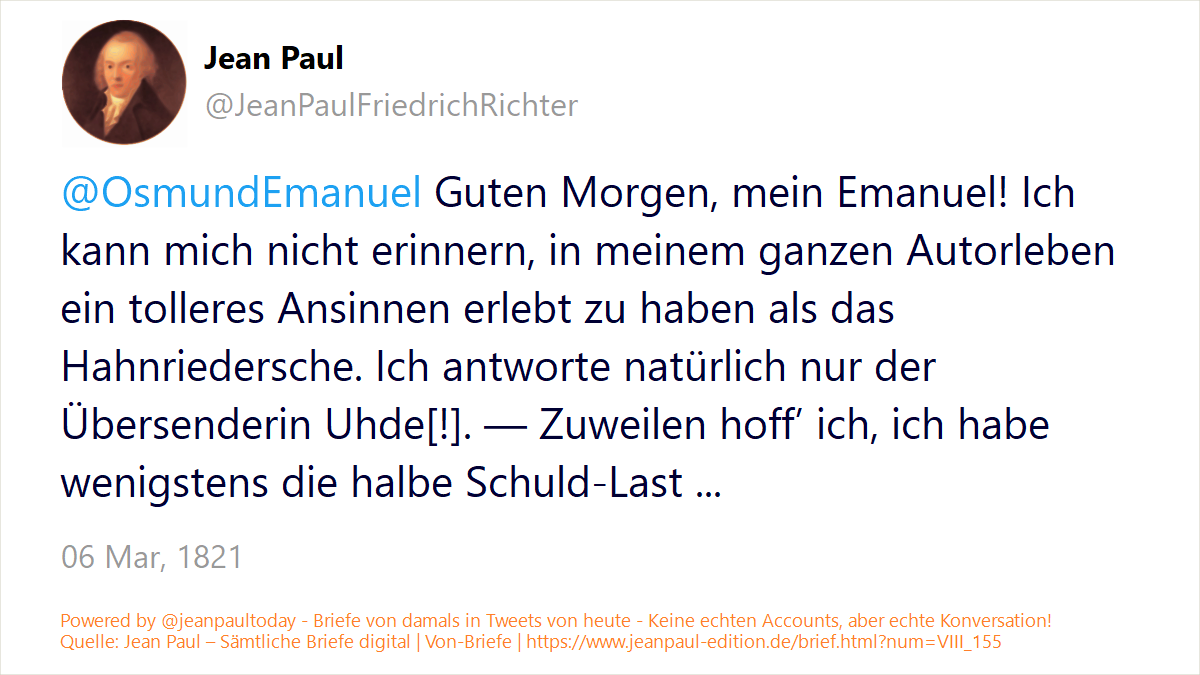 Jean Paul
@JeanPaulFriedrichRichter
@OsmundEmanuel Guten Morgen, mein Emanuel! Ich
kann mich nicht erinnern, in meinem ganzen Autorleben
ein tolleres Ansinnen erlebt zu haben als das
Hahnriedersche. Ich antworte natürlich nur der
Übersenderin Uhde[!]. — Zuweilen hoff’ ich, ich habe
wenigstens die halbe Schuld-Last ...
06 Mar, 1821
Powered by @jeanpaultoday - Briefe von damals in Tweets von heute - Keine echten Accounts, aber echte Konversation!
Quelle: Jean Paul – Sämtliche Briefe digital | Von-Briefe | https://www.jeanpaul-edition.de/brief.html?num=VIII_155